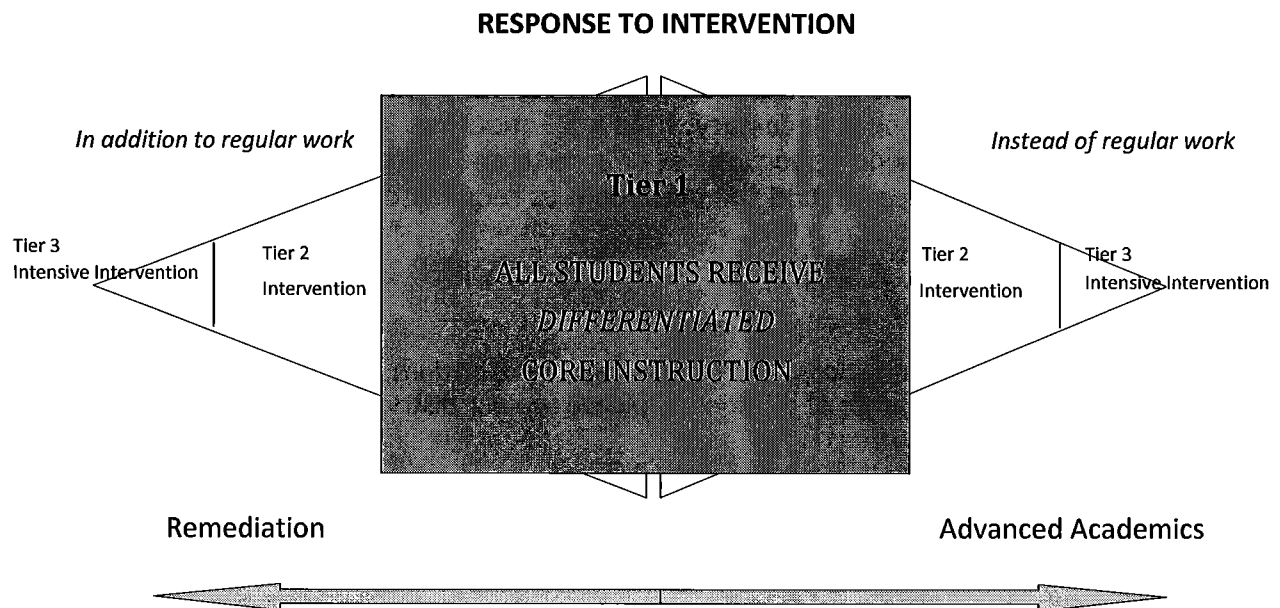 RESPONSE TO INTERVENTION
In addition to regular work
Instead of regular work
Tier 1
ALL STUDENTS RECEIVE
DIFFERENTIATED
CORE INSTRUCTION
Tier 3
Intensive Intervention
Tier 2
Intervention
Tier 2
Intervention
Tier 3
Intensive Intervention
Remediation
Advanced Academics